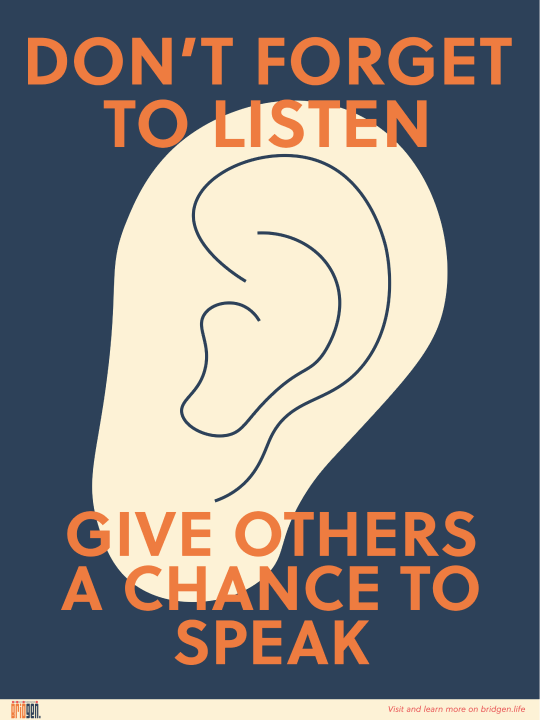 DON'T FORGET
TO LISTEN
GIVE OTHERS
A CHANCE TO
SPEAK
BRIDGEN.
Visit and learn more on bridgen.life